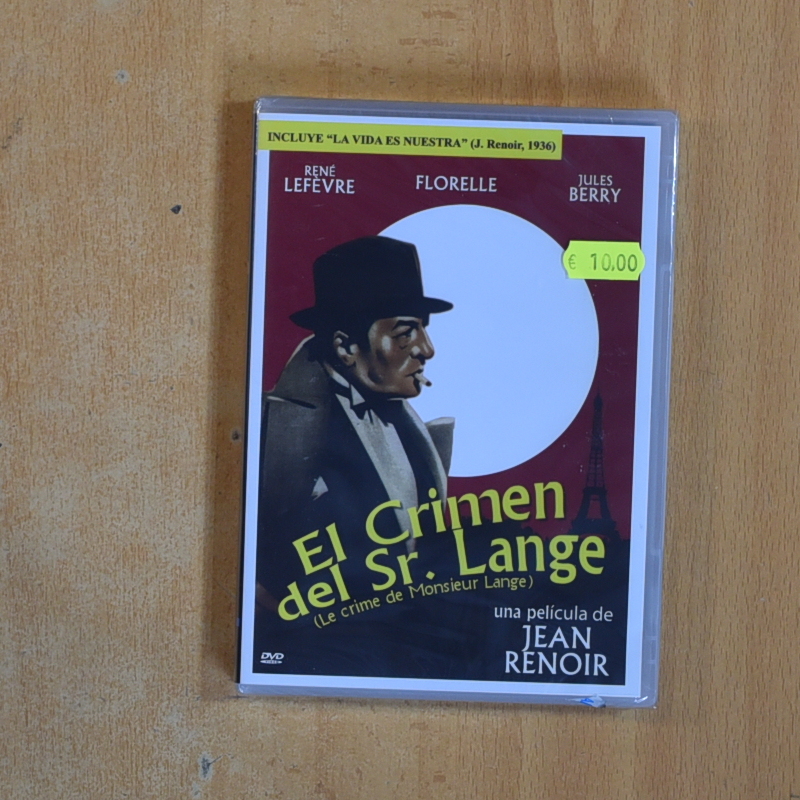 INCLUYE “LA VIDA ES NUESTRA” (J. Renoir, 1936)
RENÉ
LEFÈVRE
FLORELLE
JULES
BERRY
€ 10,00
El Crimen
del Sr. Lange
(Le crime de Monsieur Lange)
una película de
JEAN
RENOIR
DVD